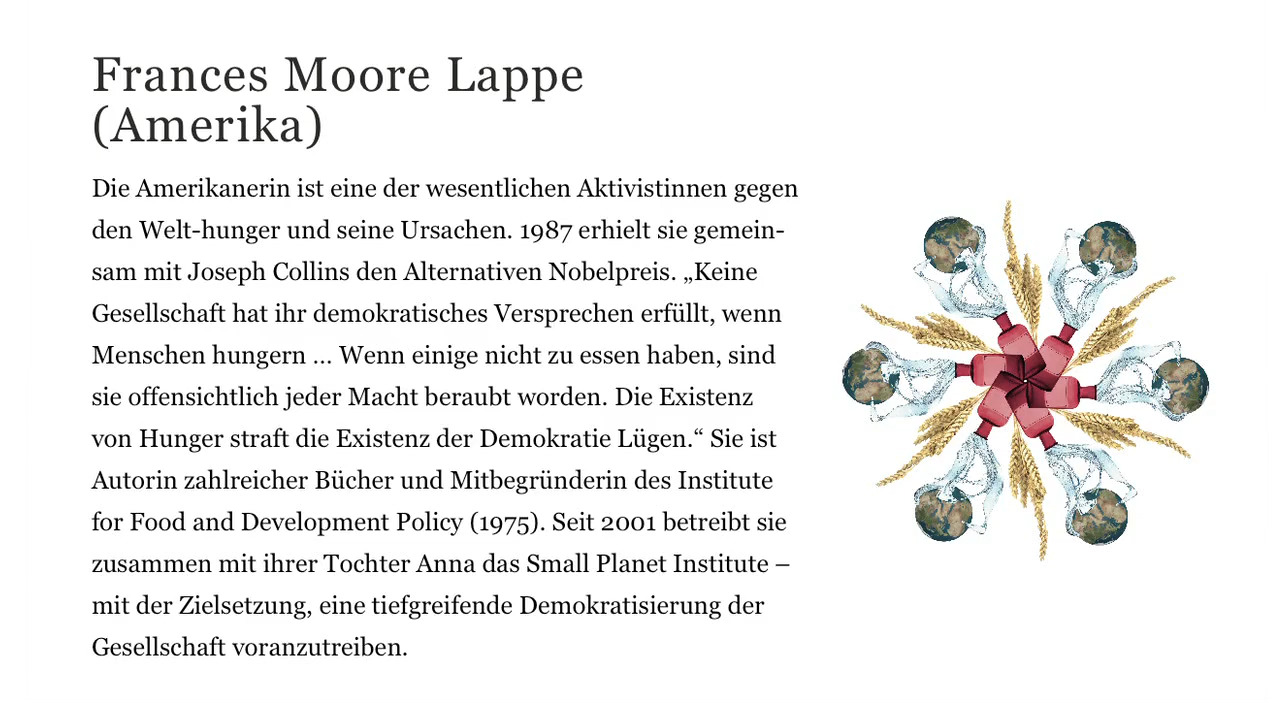 Frances Moore Lappe
(Amerika)
Die Amerikanerin ist eine der wesentlichen Aktivistinnen gegen
den Welt-hunger und seine Ursachen. 1987 erhielt sie gemein-
sam mit Joseph Collins den Alternativen Nobelpreis. „Keine
Gesellschaft hat ihr demokratisches Versprechen erfüllt, wenn
Menschen hungern ... Wenn einige nicht zu essen haben, sind
sie offensichtlich jeder Macht beraubt worden. Die Existenz
von Hunger straft die Existenz der Demokratie Lügen.“ Sie ist
Autorin zahlreicher Bücher und Mitbegründerin des Institute
for Food and Development Policy (1975). Seit 2001 betreibt sie
zusammen mit ihrer Tochter Anna das Small Planet Institute –
mit der Zielsetzung, eine tiefgreifende Demokratisierung der
Gesellschaft voranzutreiben.